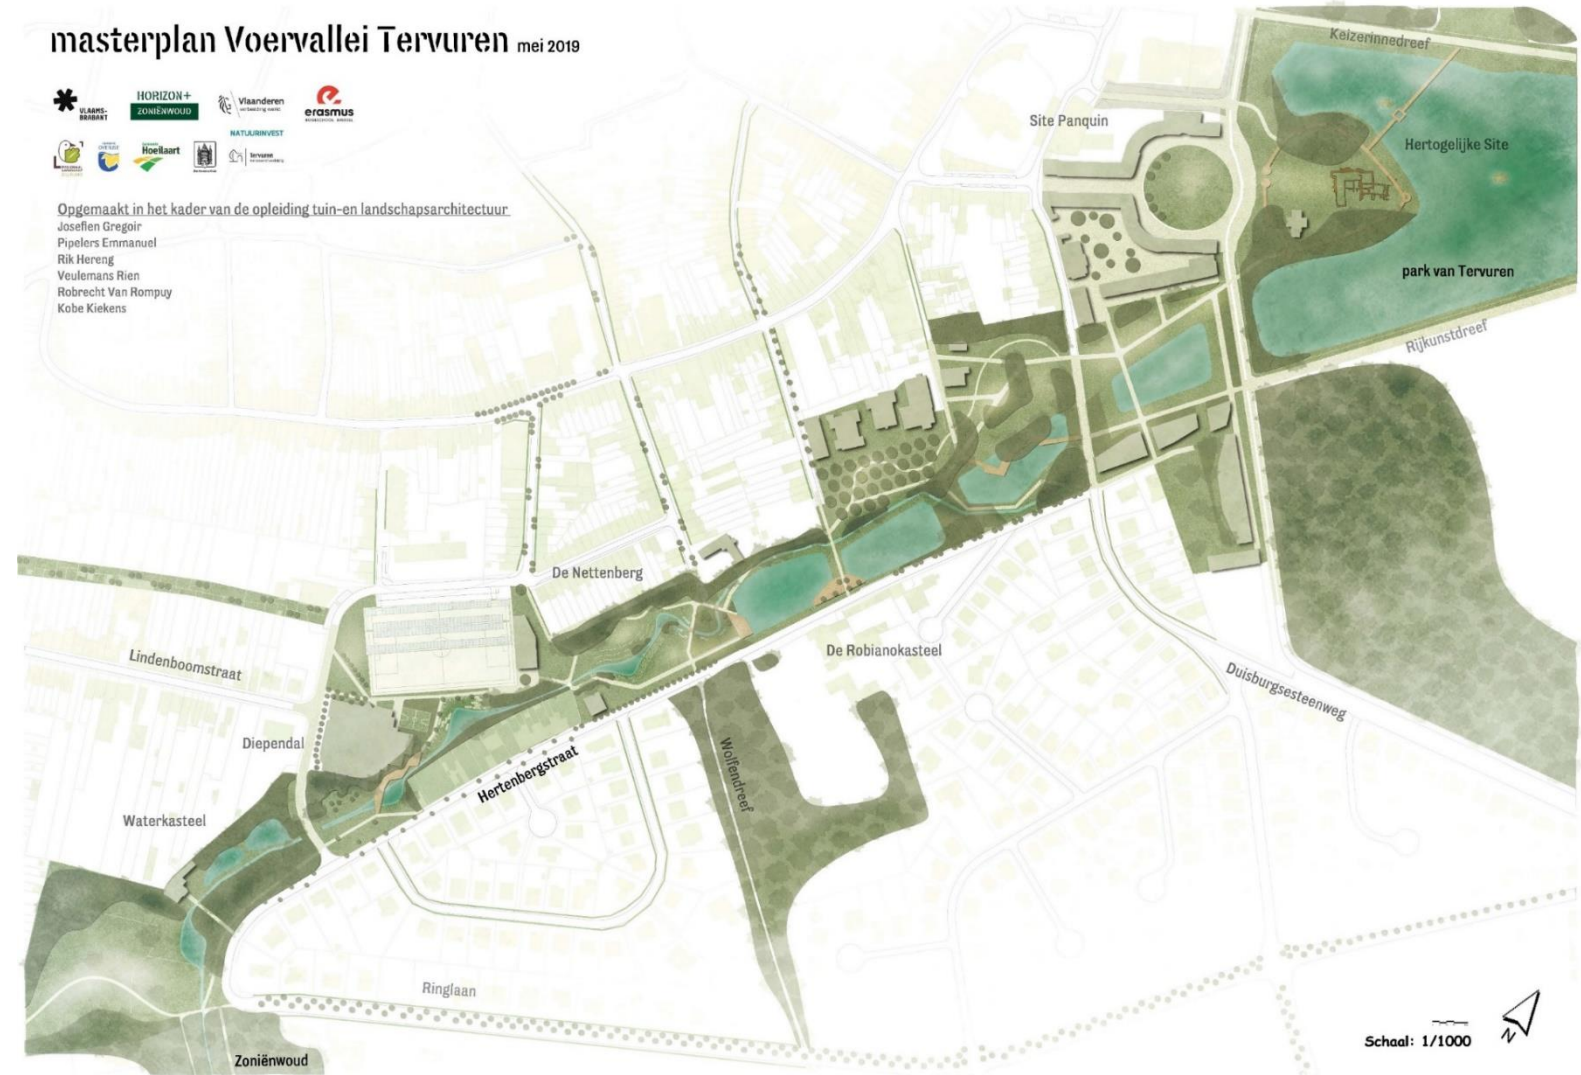 masterplan Voervallei Tervuren mei 2019
VLAAMS-
BRABANT
HORIZON+
ZONIËNWOUD
Vlaanderen
erasmus
NATUURINVEST
Hoeilaart
Tervuren
Opgemaakt in het kader van de opleiding tuin-en landschapsarchitectuur
Josefien Gregoir
Pipelers Emmanuel
Rik Hereng
Veulemans Rien
Robrecht Van Rompuy
Kobe Kiekens
Keizerinnedreef
Site Panquin
Hertogelijke Site
park van Tervuren
Rijkunstdreef
De Nettenberg
De Robianokasteel
Lindenboomstraat
Duisburgsesteenweg
Diependal
Hertenbergstraat
Wolfendreef
Waterkasteel
Ringlaan
Zoniënwoud
Schaal: 1/1000
N